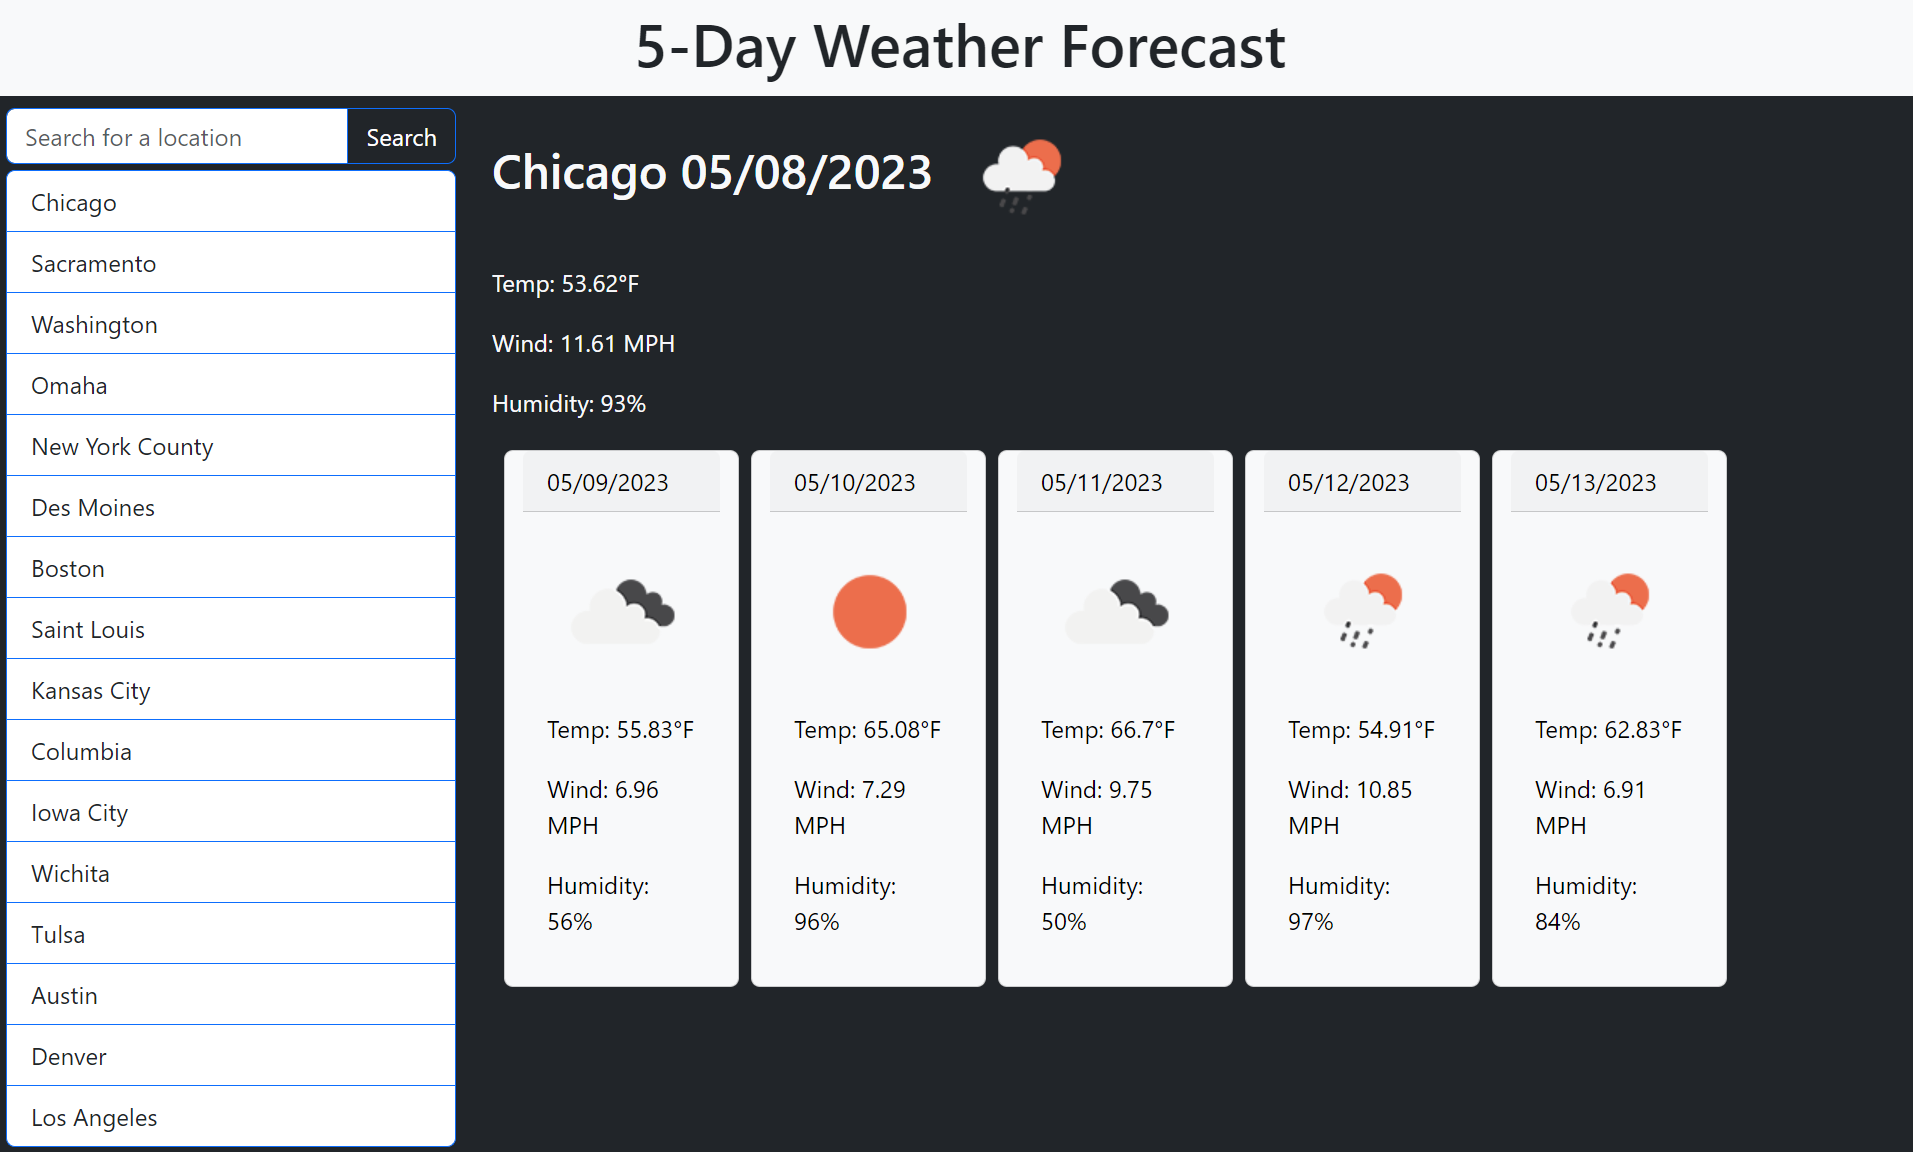 5-Day Weather Forecast
Search for a location
Search
Chicago
Sacramento
Washington
Omaha
New York County
Des Moines
Boston
Saint Louis
Kansas City
Columbia
Iowa City
Wichita
Tulsa
Austin
Denver
Los Angeles
Chicago 05/08/2023
Temp: 53.62°F
Wind: 11.61 MPH
Humidity: 93%
05/09/2023
Temp: 55.83°F
Wind: 6.96
MPH
Humidity:
56%
05/10/2023
Temp: 65.08°F
Wind: 7.29
MPH
Humidity:
96%
05/11/2023
Temp: 66.7°F
Wind: 9.75
MPH
Humidity:
50%
05/12/2023
Temp: 54.91°F
Wind: 10.85
MPH
Humidity:
97%
05/13/2023
Temp: 62.83°F
Wind: 6.91
MPH
Humidity:
84%